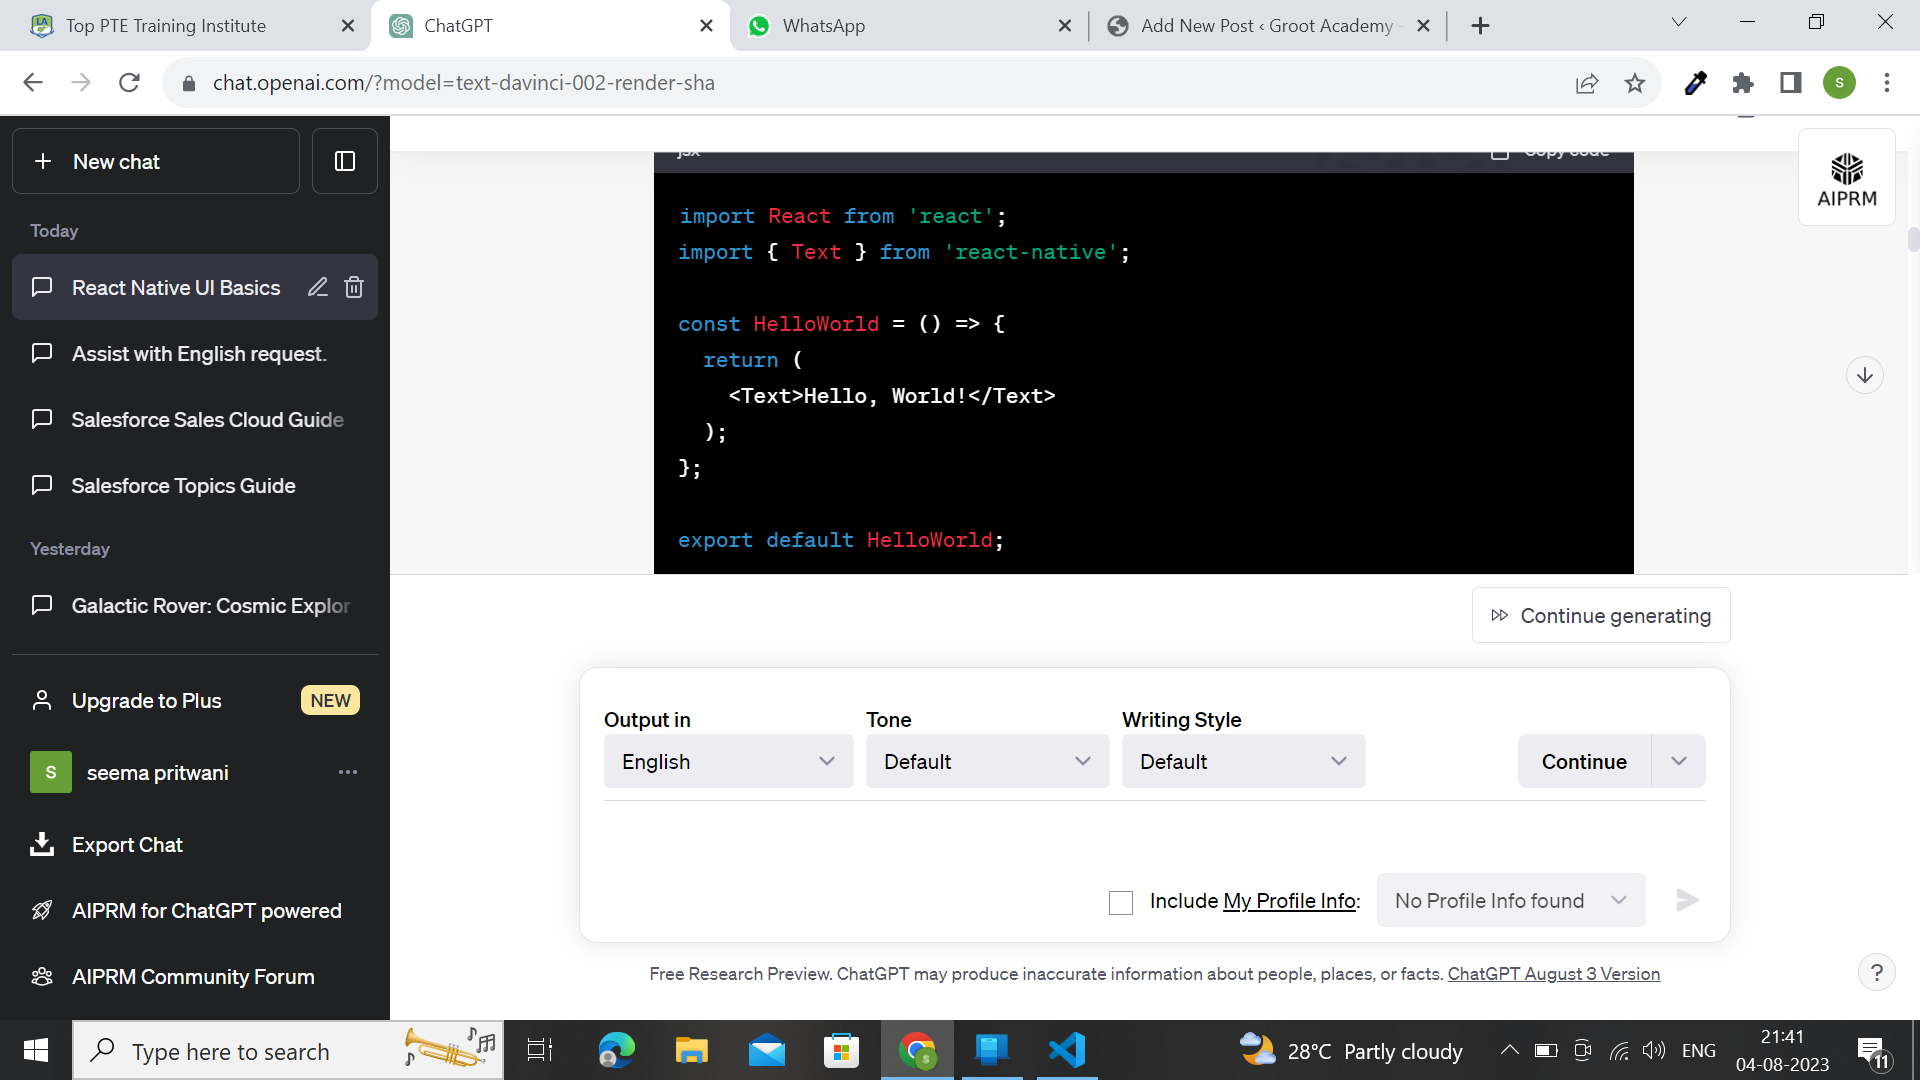 Top PTE Training Institute
ChatGPT
WhatsApp
Add New Post ‹ Groot Academy -
chat.openai.com/?model=text-davinci-002-render-sha
S
New chat
Today
React Native UI Basics
Assist with English request.
Salesforce Sales Cloud Guide
Salesforce Topics Guide
Yesterday
Galactic Rover: Cosmic Explor
Upgrade to Plus
NEW
S
seema pritwani
Export Chat
AIPRM for ChatGPT powered
AIPRM Community Forum
jsx
Copy code
import React from 'react';
import { Text } from 'react-native';
const HelloWorld = () => {
return (
<Text>Hello, World!</Text>
);
};
export default HelloWorld;
AIPRM
Continue generating
Output in
Tone
Writing Style
English
Default
Default
Continue
Include My Profile Info:
No Profile Info found
Free Research Preview. ChatGPT may produce inaccurate information about people, places, or facts. ChatGPT August 3 Version
?
Type here to search
28°C Partly cloudy
ENG
21:41
04-08-2023
11